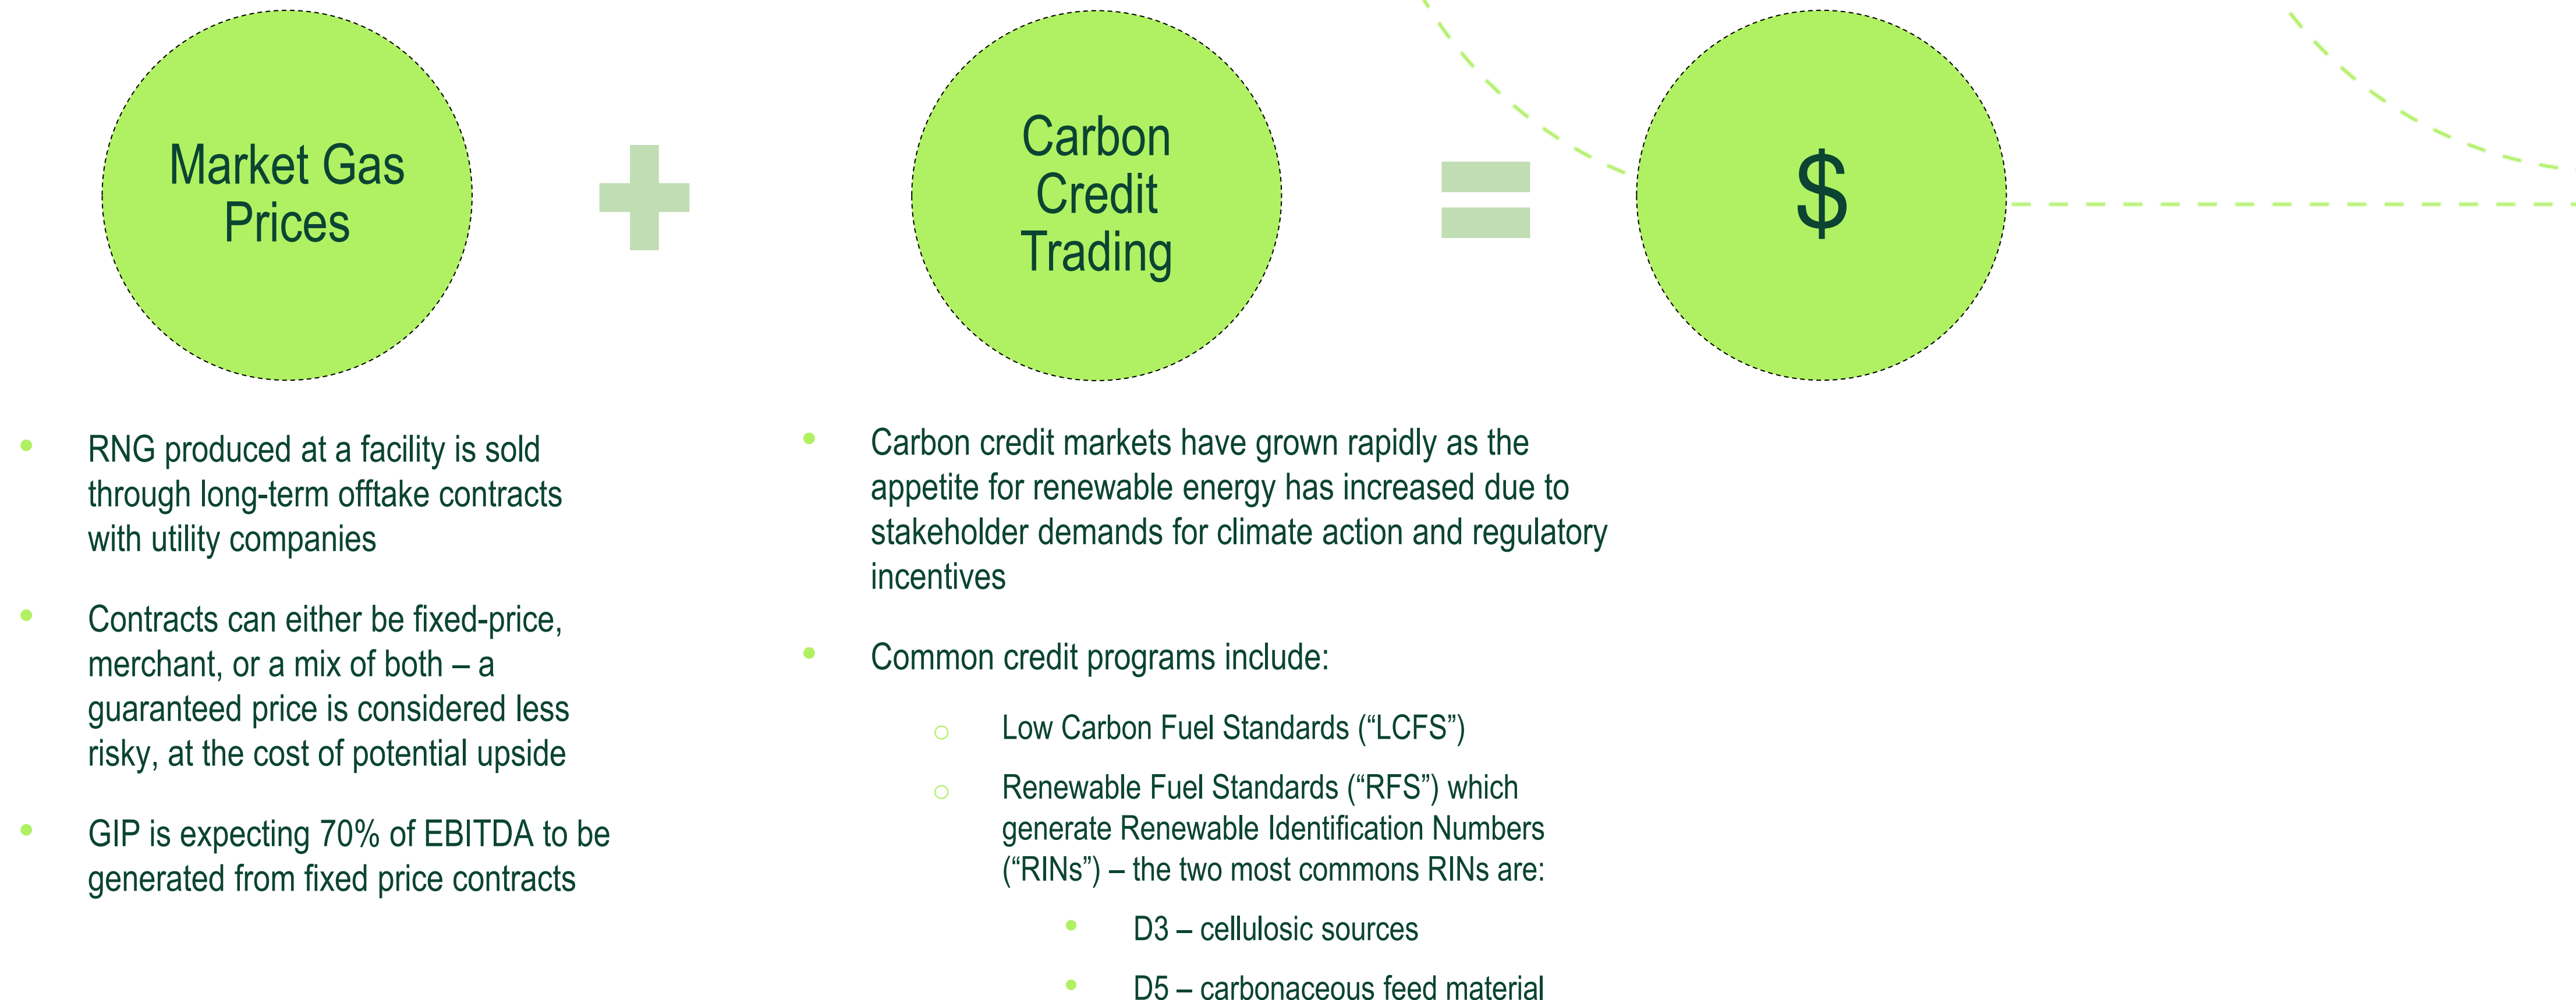 Market Gas
Prices
Carbon
Credit
Trading
$
• RNG produced at a facility is sold
through long-term offtake contracts
with utility companies
• Contracts can either be fixed-price,
merchant, or a mix of both – a
guaranteed price is considered less
risky, at the cost of potential upside
• GIP is expecting 70% of EBITDA to be
generated from fixed price contracts
• Carbon credit markets have grown rapidly as the
appetite for renewable energy has increased due to
stakeholder demands for climate action and regulatory
incentives
• Common credit programs include:
○ Low Carbon Fuel Standards (“LCFS”)
○ Renewable Fuel Standards (“RFS”) which
generate Renewable Identification Numbers
(“RINs”) – the two most commons RINs are:
• D3 – cellulosic sources
• D5 – carbonaceous feed material